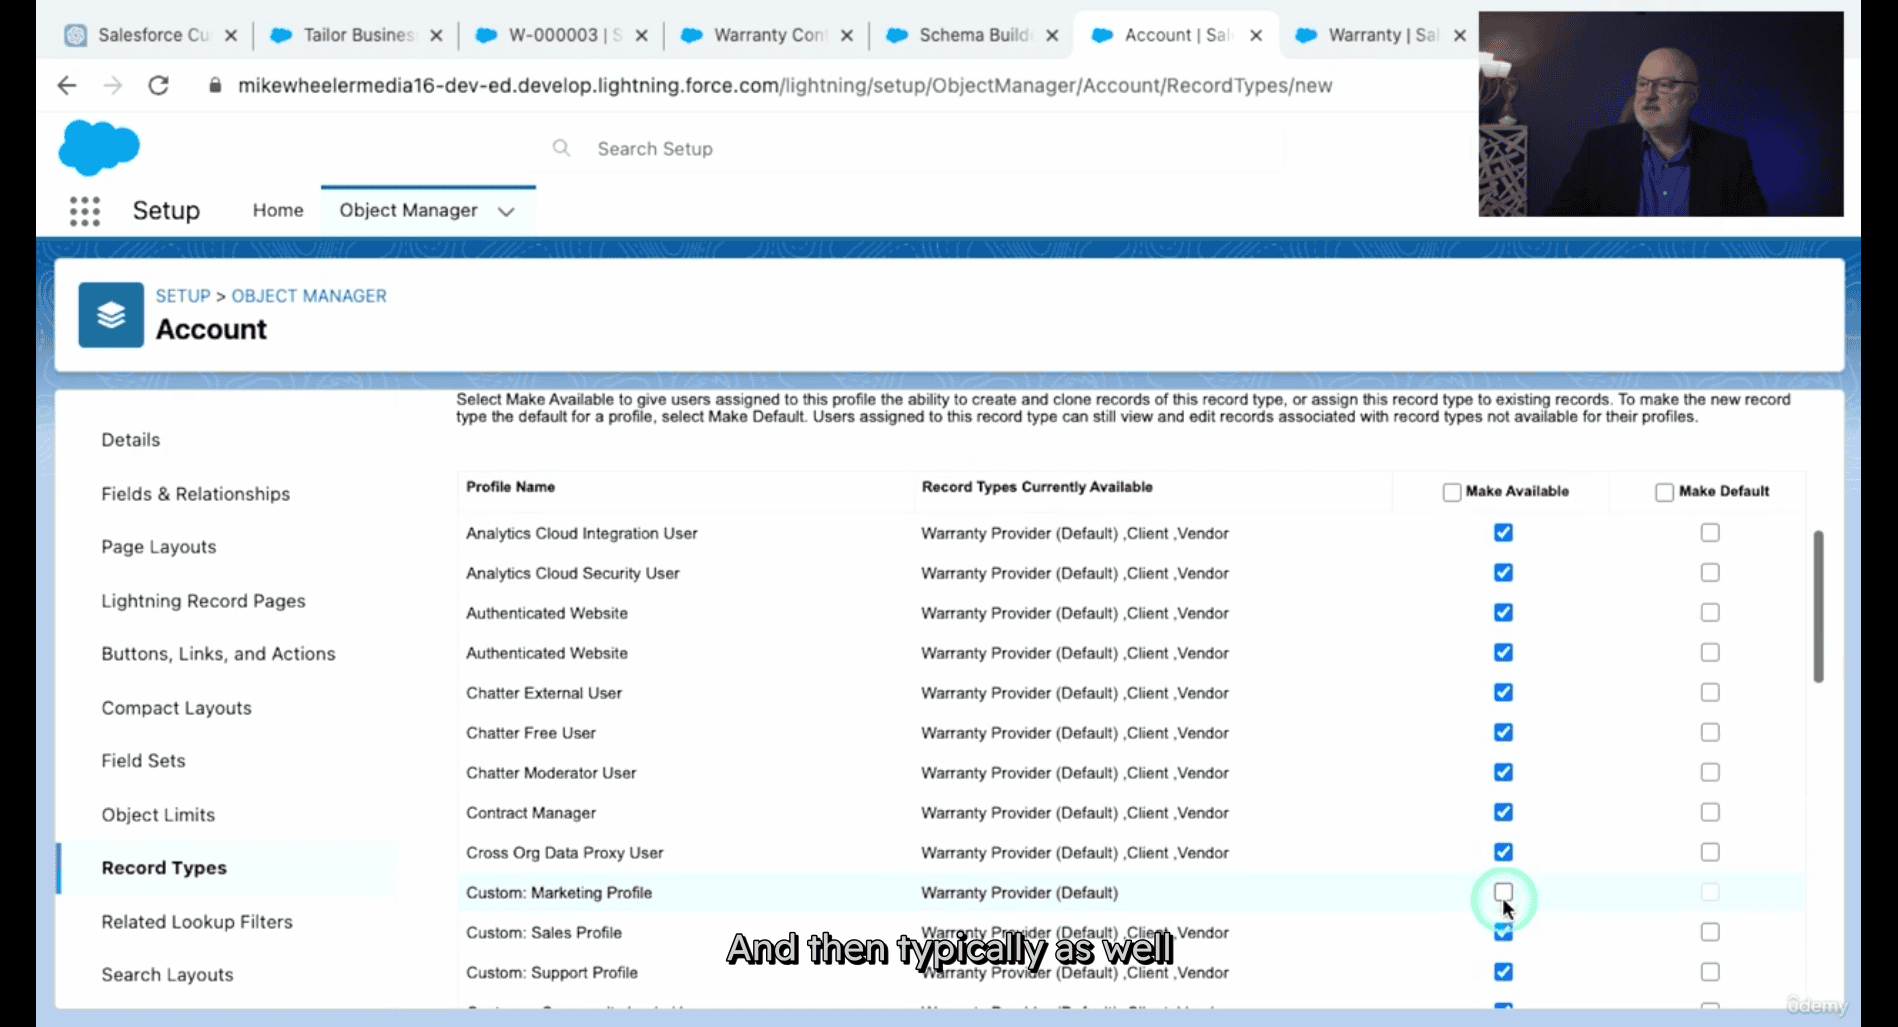 Salesforce Cu
Tailor Busines
W-000003 | S
Warranty Con
Schema Build
Account | Sal
Warranty | Sal
mikewheelermedia16-dev-ed.develop.lightning.force.com/lightning/setup/ObjectManager/Account/RecordTypes/new
Search Setup
Setup
Home
Object Manager
SETUP > OBJECT MANAGER
Account
Details
Fields & Relationships
Page Layouts
Lightning Record Pages
Buttons, Links, and Actions
Compact Layouts
Field Sets
Object Limits
Record Types
Related Lookup Filters
Search Layouts
Select Make Available to give users assigned to this profile the ability to create and clone records of this record type, or assign this record type to existing records. To make the new record
type the default for a profile, select Make Default. Users assigned to this record type can still view and edit records associated with record types not available for their profiles.
Profile Name Record Types Currently Available Make Available Make Default
Analytics Cloud Integration User Warranty Provider (Default) ,Client ,Vendor
Analytics Cloud Security User Warranty Provider (Default) ,Client ,Vendor
Authenticated Website Warranty Provider (Default) ,Client ,Vendor
Authenticated Website Warranty Provider (Default) ,Client ,Vendor
Chatter External User Warranty Provider (Default) ,Client ,Vendor
Chatter Free User Warranty Provider (Default) ,Client ,Vendor
Chatter Moderator User Warranty Provider (Default) ,Client ,Vendor
Contract Manager Warranty Provider (Default) ,Client ,Vendor
Cross Org Data Proxy User Warranty Provider (Default) ,Client ,Vendor
Custom: Marketing Profile Warranty Provider (Default)
Custom: Sales Profile Warranty Provider (Default) ,Client ,Vendor
And then typically as well
Custom: Support Profile Warranty Provider (Default) ,Client ,Vendor
ûdemy